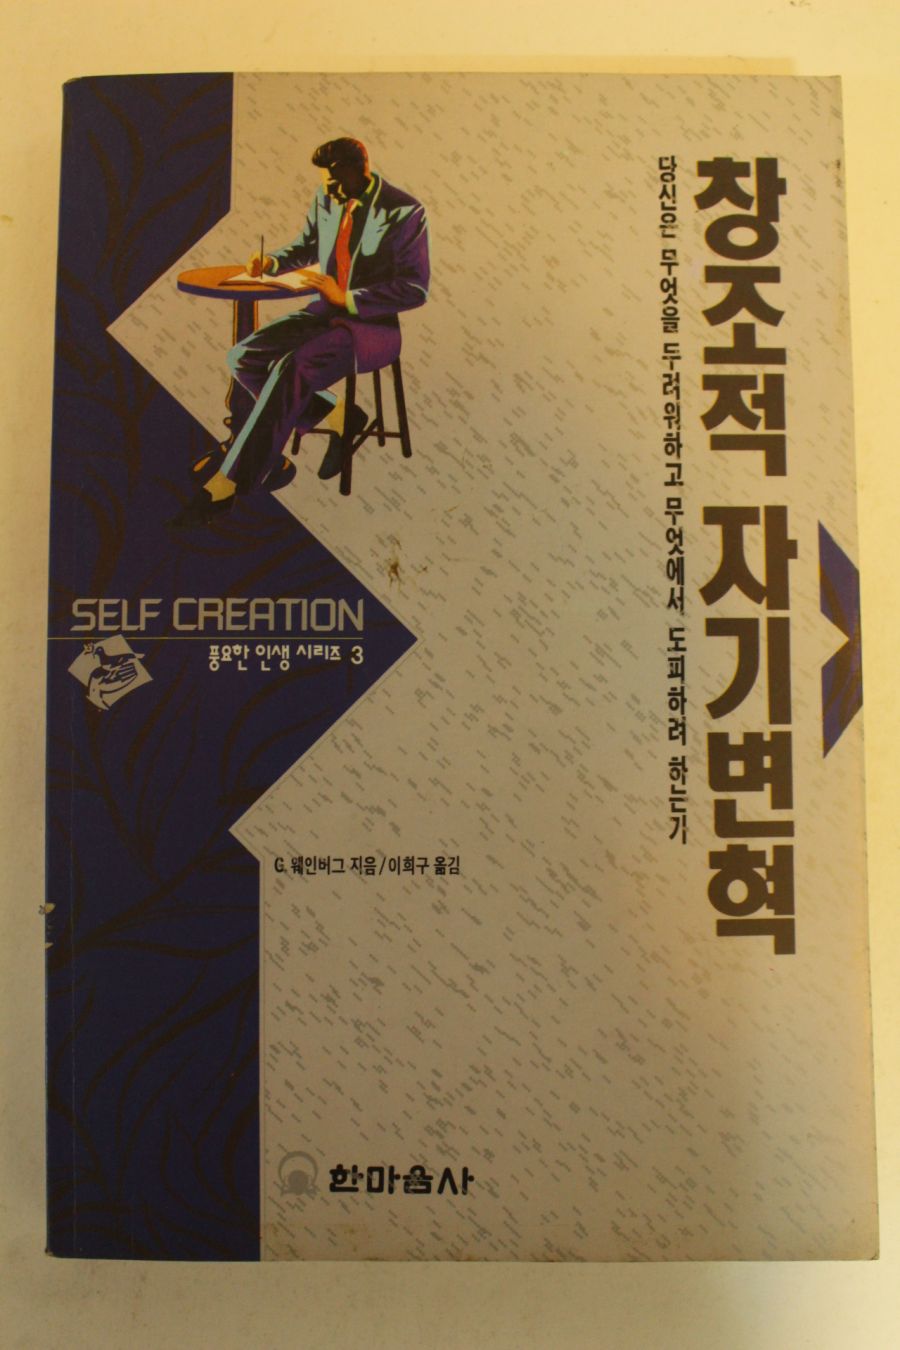 창조적 자기변혁
당신은 무엇을 두려워하고 무엇에서 도피하려 하는가
SELF CREATION
풍요한 인생 시리즈 3
G. 웨인버그 지음/이희구 옮김
한마음사